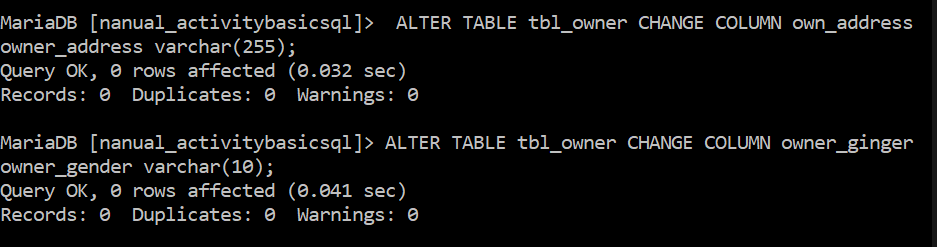 MariaDB [nanual_activitybasicsql]>  ALTER TABLE tbl_owner CHANGE COLUMN own_address
owner_address varchar(255);
Query OK, 0 rows affected (0.032 sec)
Records: 0  Duplicates: 0  Warnings: 0
MariaDB [nanual_activitybasicsql]> ALTER TABLE tbl_owner CHANGE COLUMN owner_ginger
owner_gender varchar(10);
Query OK, 0 rows affected (0.041 sec)
Records: 0  Duplicates: 0  Warnings: 0